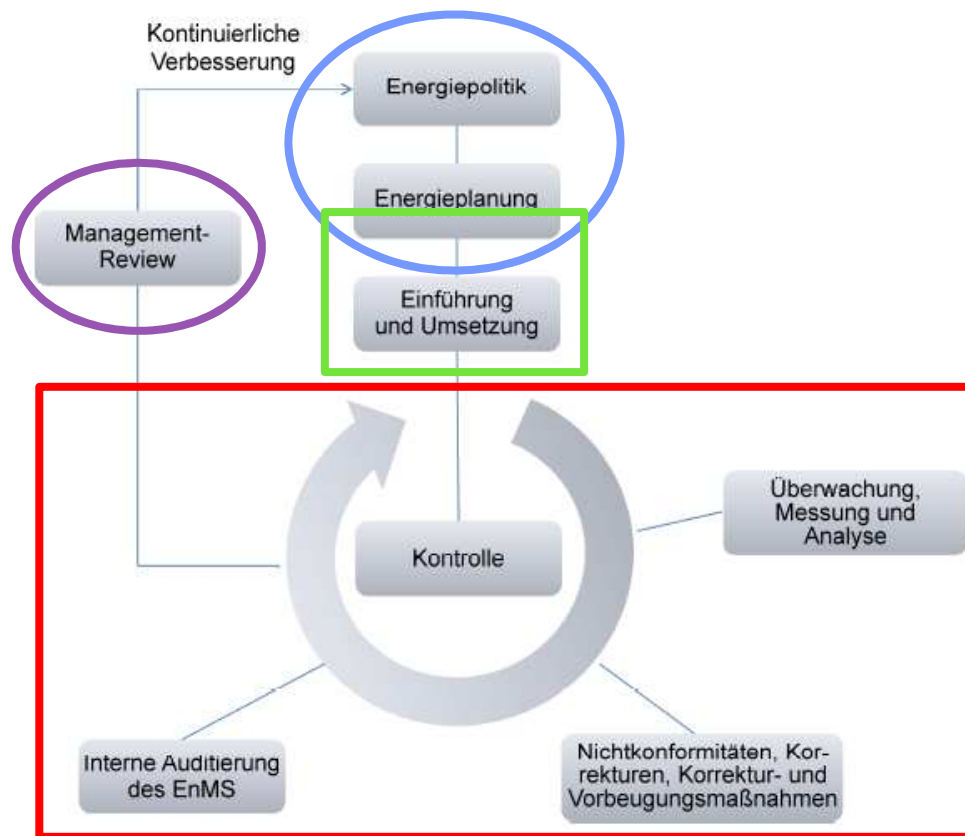 Kontinuierliche
Verbesserung
Energiepolitik
Energieplanung
Management-
Review
Einführung
und Umsetzung
Überwachung,
Messung und
Analyse
Kontrolle
Interne Auditierung
des EnMS
Nichtkonformitäten, Kor-
rekturen, Korrektur- und
Vorbeugungsmaßnahmen